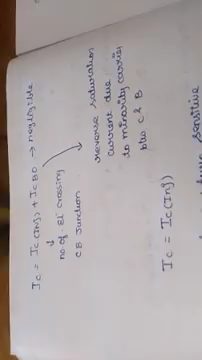 Ic = Ic(Inj) + ICBO → negligible
↓
no of el crossing
CB Junction
reverse saturation
current due
to minority carrier
b/w C & B
Ic = Ic(Inj)
sensitive